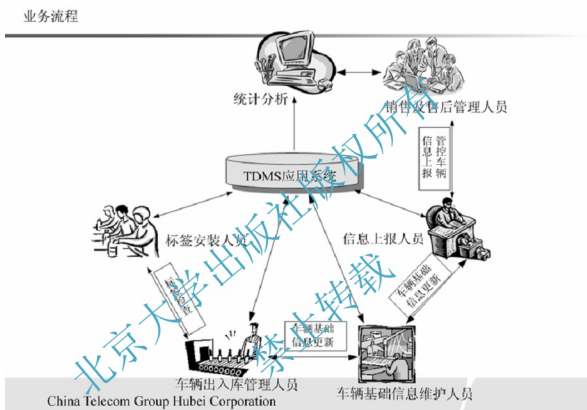 业务流程
统计分析
销售及售后管理人员
管控车辆
信息上报
TDMS应用系统
标签安装人员
信息上报人员
标签检查
车辆基础
信息更新
车辆基础
信息更新
车辆出入库管理人员
车辆基础信息维护人员
China Telecom Group Hubei Corporation
北京大学出版社版权所有
禁止转载